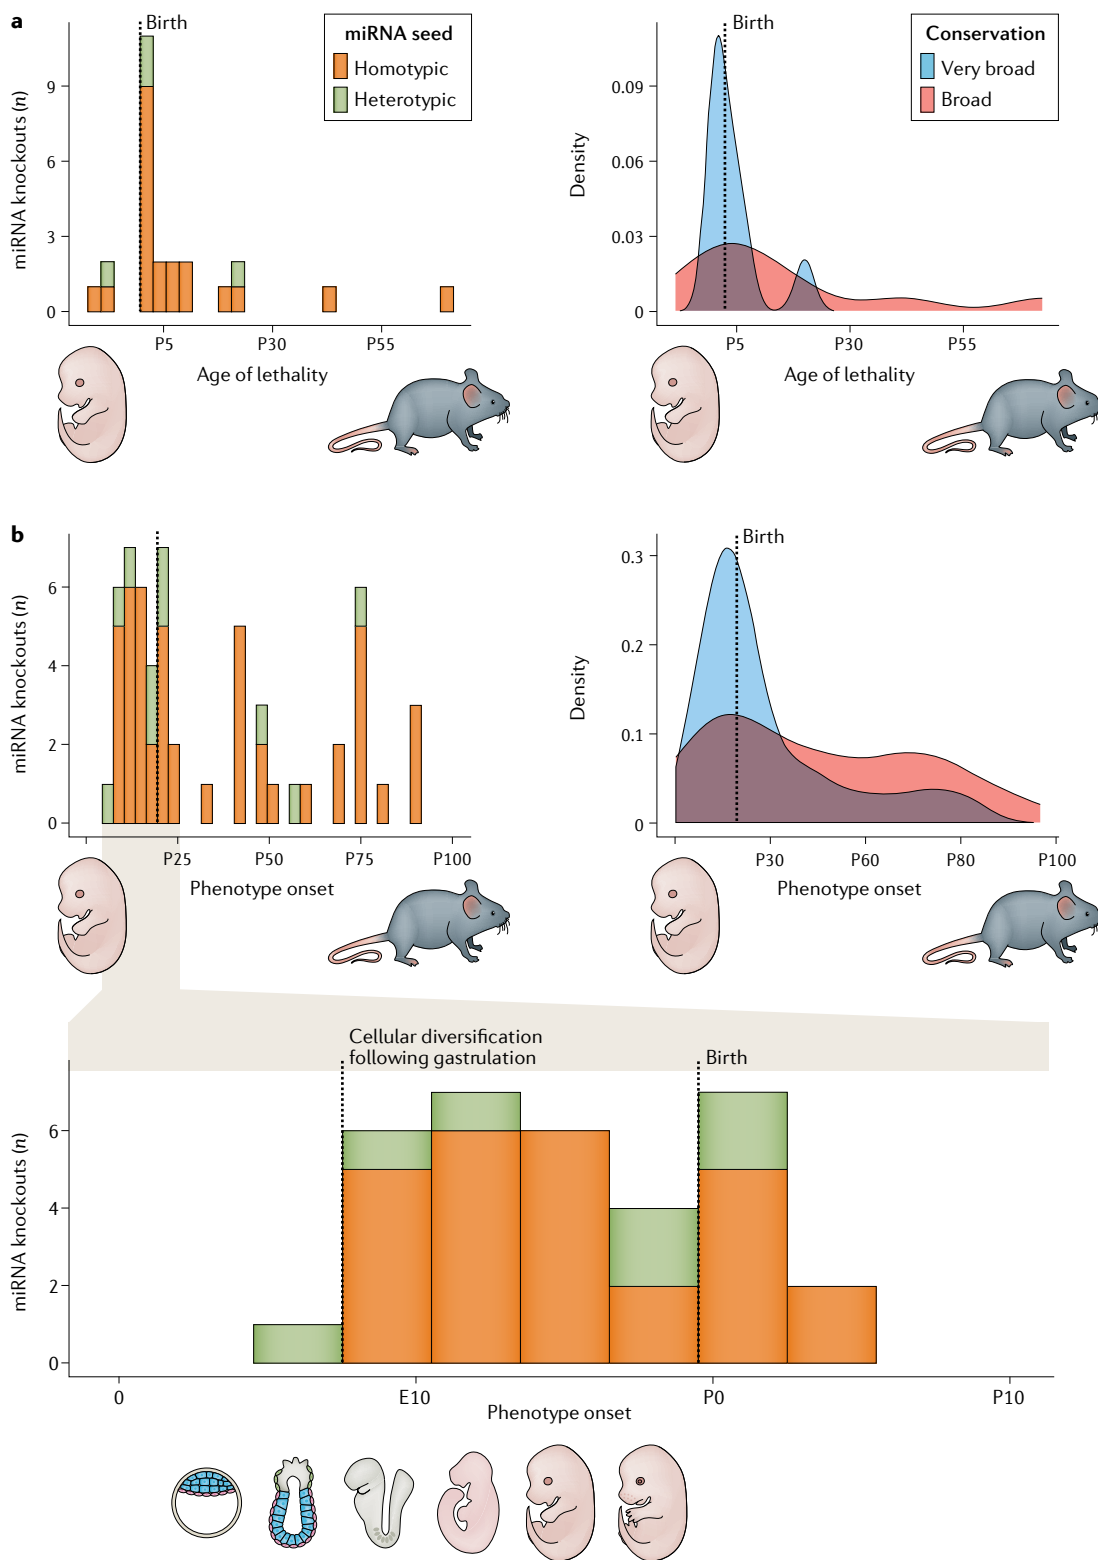 a
Birth
miRNA seed
Homotypic
Heterotypic
miRNA knockouts (n)
9
6
3
0
P5
P30
P55
Age of lethality
Conservation
Very broad
Broad
Birth
Density
0.09
0.06
0.03
0
P5
P30
P55
Age of lethality
b
miRNA knockouts (n)
6
4
2
0
P25
P50
P75
P100
Phenotype onset
Birth
Density
0.3
0.2
0.1
0
P30
P60
P80
P100
Phenotype onset
Cellular diversification
following gastrulation
Birth
miRNA knockouts (n)
6
4
2
0
0
E10
P0
P10
Phenotype onset